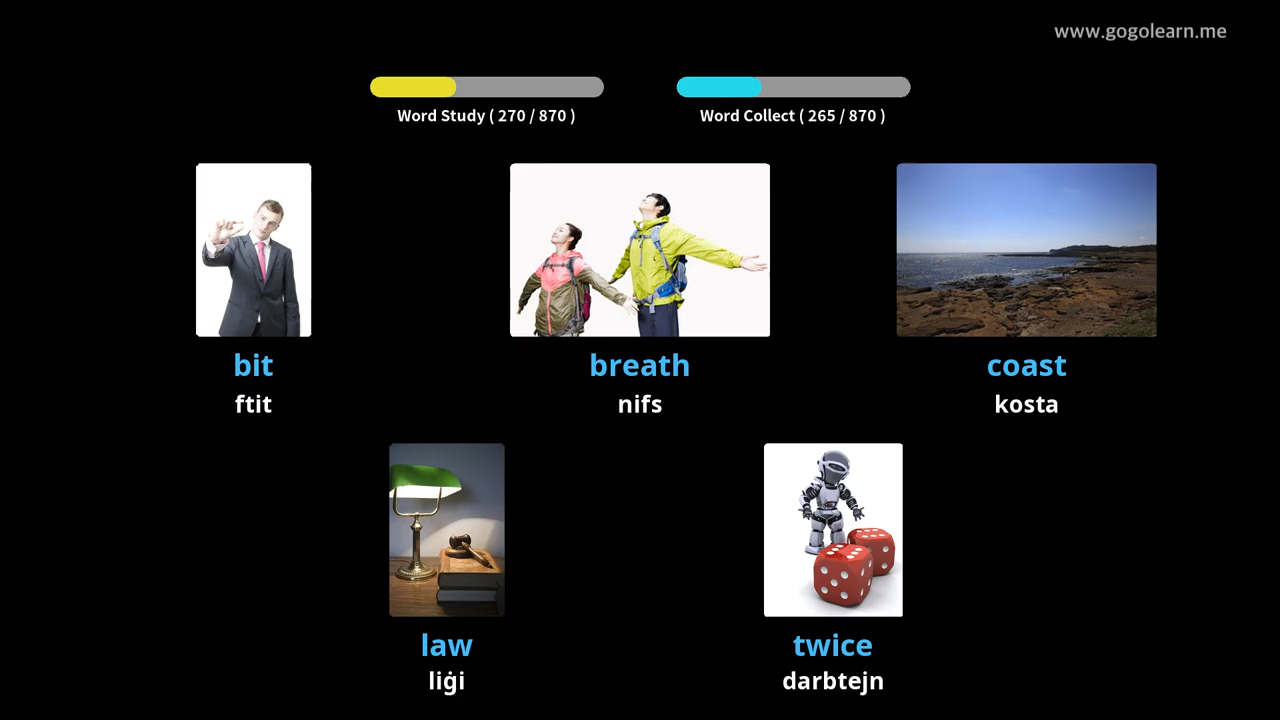 www.gogolearn.me
Word Study ( 270 / 870 )
Word Collect ( 265 / 870 )
bit
ftit
breath
nifs
coast
kosta
law
liġi
twice
darbtejn